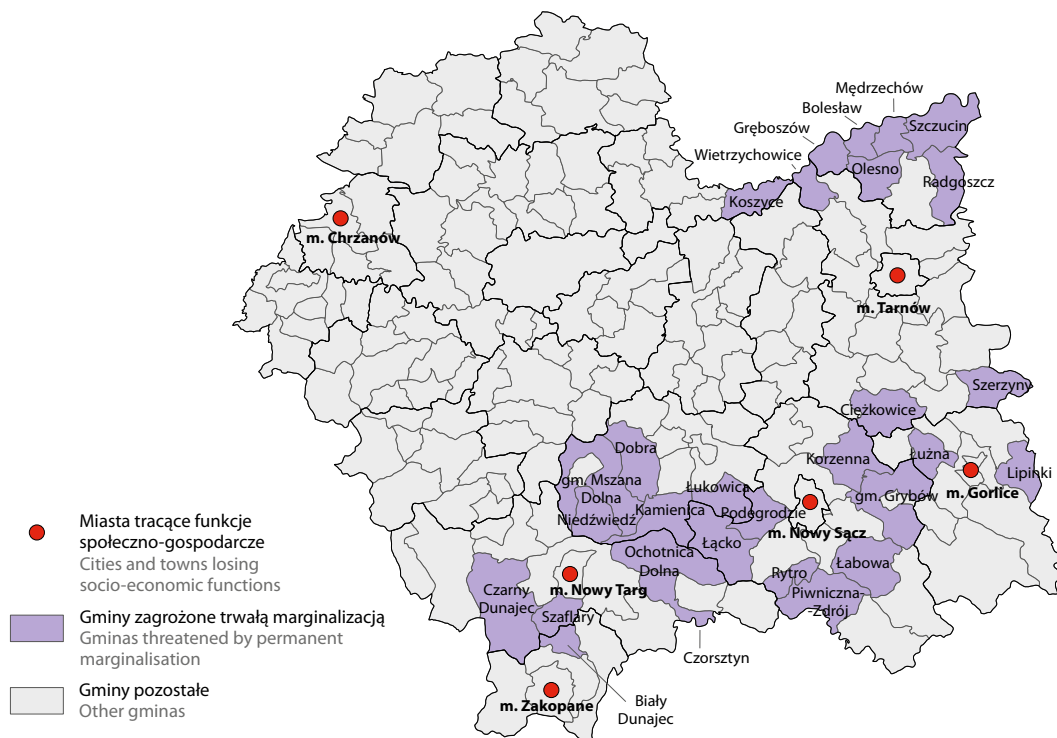 Mędrzechów
Bolesław
Szczucin
Gręboszów
Wietrzychowice
Olesno
Radgoszcz
Koszyce
m. Chrzanów
m. Tarnów
Szerzyny
Ciężkowice
Dobra
Korzenna
Łużna
Lipinki
gm. Mszana
Dolna
Łukowica
gm. Grybów
m. Gorlice
Kamienica
Podegrodzie
Niedźwiedź
m. Nowy Sącz
Łącko
Ochotnica
Dolna
Łabowa
Rytro
m. Nowy Targ
Czarny
Dunajec
Piwniczna-
Zdrój
Szaflary
Czorsztyn
Biały
Dunajec
m. Zakopane
Miasta tracące funkcje
społeczno-gospodarcze
Cities and towns losing
socio-economic functions
Gminy zagrożone trwałą marginalizacją
Gminas threatened by permanent
marginalisation
Gminy pozostałe
Other gminas